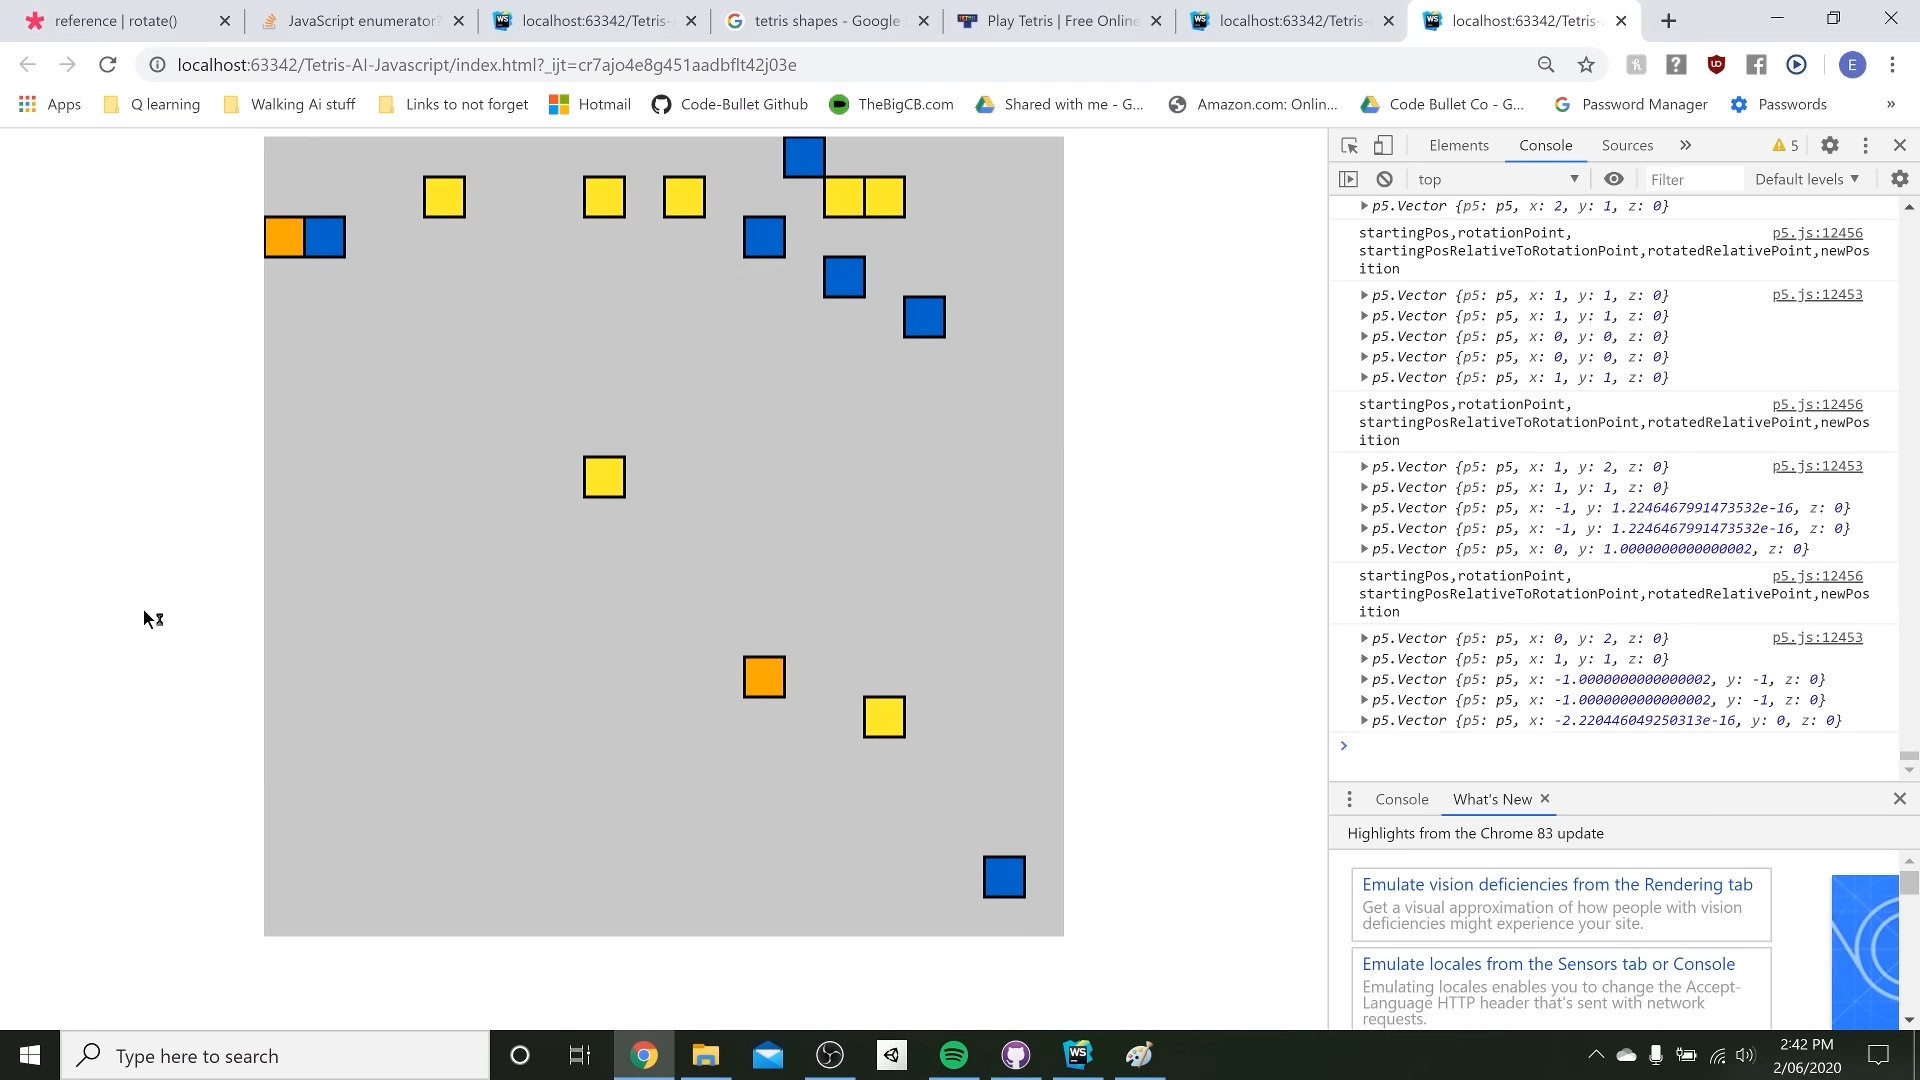 reference | rotate()
JavaScript enumerator?
localhost:63342/Tetris-
tetris shapes - Google
Play Tetris | Free Online
localhost:63342/Tetris-
localhost:63342/Tetris-
localhost:63342/Tetris-AI-Javascript/index.html?_ijt=cr7ajo4e8g451aadbflt42j03e
E
Apps
Q learning
Walking Ai stuff
Links to not forget
Hotmail
Code-Bullet Github
TheBigCB.com
Shared with me - G...
Amazon.com: Onlin...
Code Bullet Co - G...
Password Manager
Passwords
»
Elements
Console
Sources
»
5
top
Filter
Default levels
p5.Vector {p5: p5, x: 2, y: 1, z: 0}
startingPos,rotationPoint, p5.js:12456
startingPosRelativeToRotationPoint,rotatedRelativePoint,newPos
ition
p5.Vector {p5: p5, x: 1, y: 1, z: 0} p5.js:12453
p5.Vector {p5: p5, x: 1, y: 1, z: 0}
p5.Vector {p5: p5, x: 0, y: 0, z: 0}
p5.Vector {p5: p5, x: 0, y: 0, z: 0}
p5.Vector {p5: p5, x: 1, y: 1, z: 0}
startingPos,rotationPoint, p5.js:12456
startingPosRelativeToRotationPoint,rotatedRelativePoint,newPos
ition
p5.Vector {p5: p5, x: 1, y: 2, z: 0} p5.js:12453
p5.Vector {p5: p5, x: 1, y: 1, z: 0}
p5.Vector {p5: p5, x: -1, y: 1.2246467991473532e-16, z: 0}
p5.Vector {p5: p5, x: -1, y: 1.2246467991473532e-16, z: 0}
p5.Vector {p5: p5, x: 0, y: 1.0000000000000002, z: 0}
startingPos,rotationPoint, p5.js:12456
startingPosRelativeToRotationPoint,rotatedRelativePoint,newPos
ition
p5.Vector {p5: p5, x: 0, y: 2, z: 0} p5.js:12453
p5.Vector {p5: p5, x: 1, y: 1, z: 0}
p5.Vector {p5: p5, x: -1.0000000000000002, y: -1, z: 0}
p5.Vector {p5: p5, x: -1.0000000000000002, y: -1, z: 0}
p5.Vector {p5: p5, x: -2.220446049250313e-16, y: 0, z: 0}
Console
What's New
Highlights from the Chrome 83 update
Emulate vision deficiencies from the Rendering tab
Get a visual approximation of how people with vision
deficiencies might experience your site.
Emulate locales from the Sensors tab or Console
Emulating locales enables you to change the Accept-
Language HTTP header that's sent with network
requests.
Type here to search
WS
2:42 PM
2/06/2020